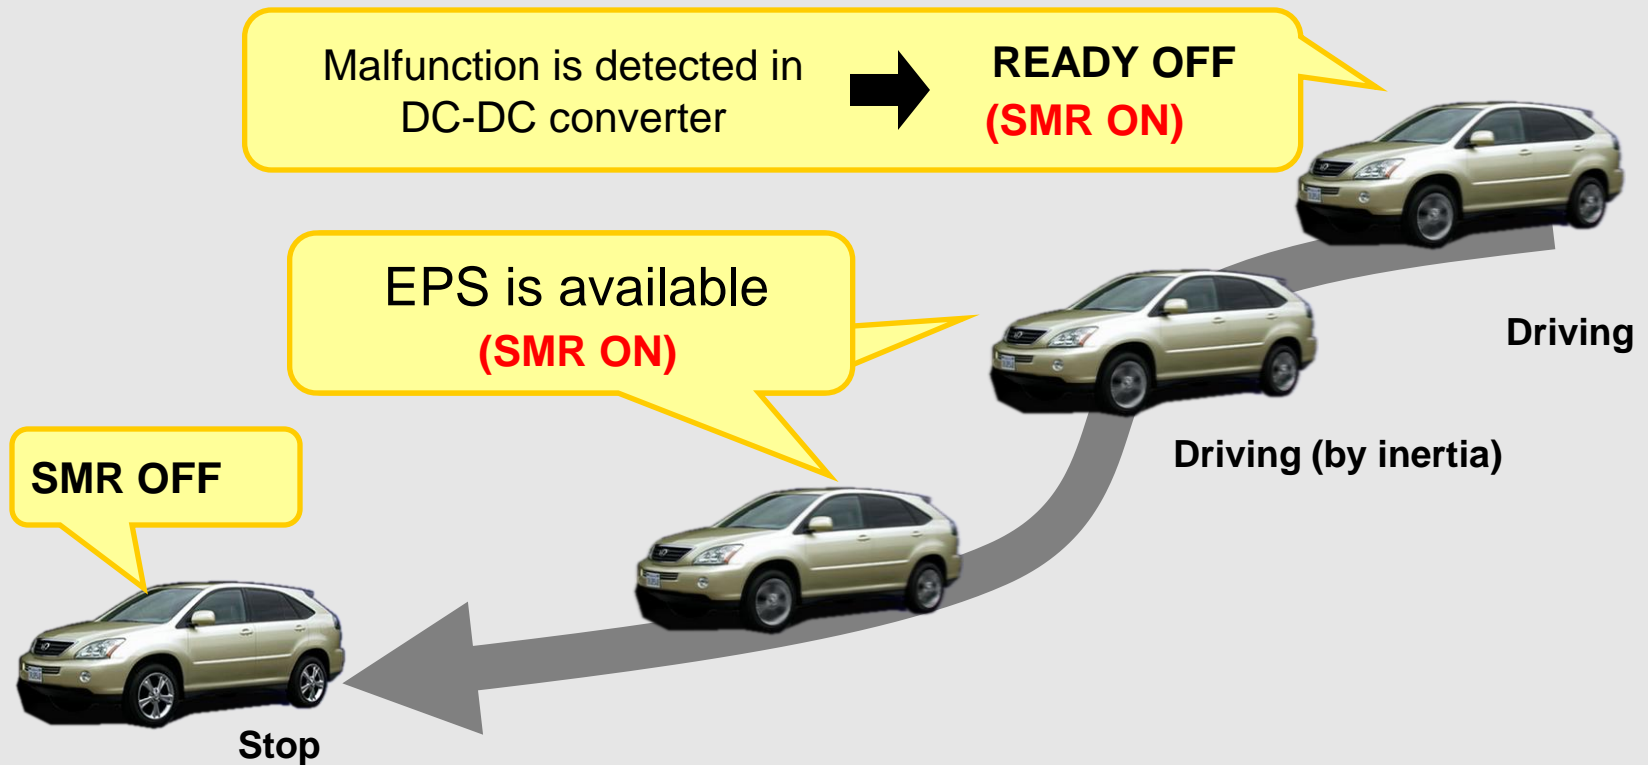 Malfunction is detected in
DC-DC converter
READY OFF
(SMR ON)
EPS is available
(SMR ON)
Driving
Driving (by inertia)
SMR OFF
Stop